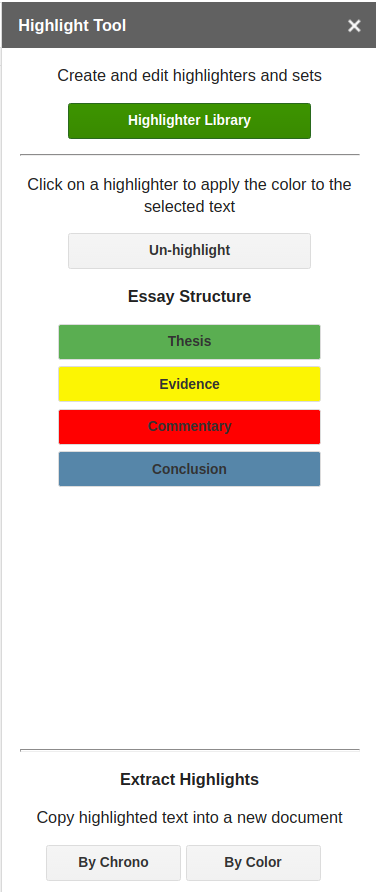 Highlight Tool ×
Create and edit highlighters and sets
Highlighter Library
Click on a highlighter to apply the color to the
selected text
Un-highlight
Essay Structure
Thesis
Evidence
Commentary
Conclusion
Extract Highlights
Copy highlighted text into a new document
By Chrono By Color